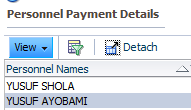 Personnel Payment Details
View Detach
Personnel Names
YUSUF SHOLA
YUSUF AYOBAMI